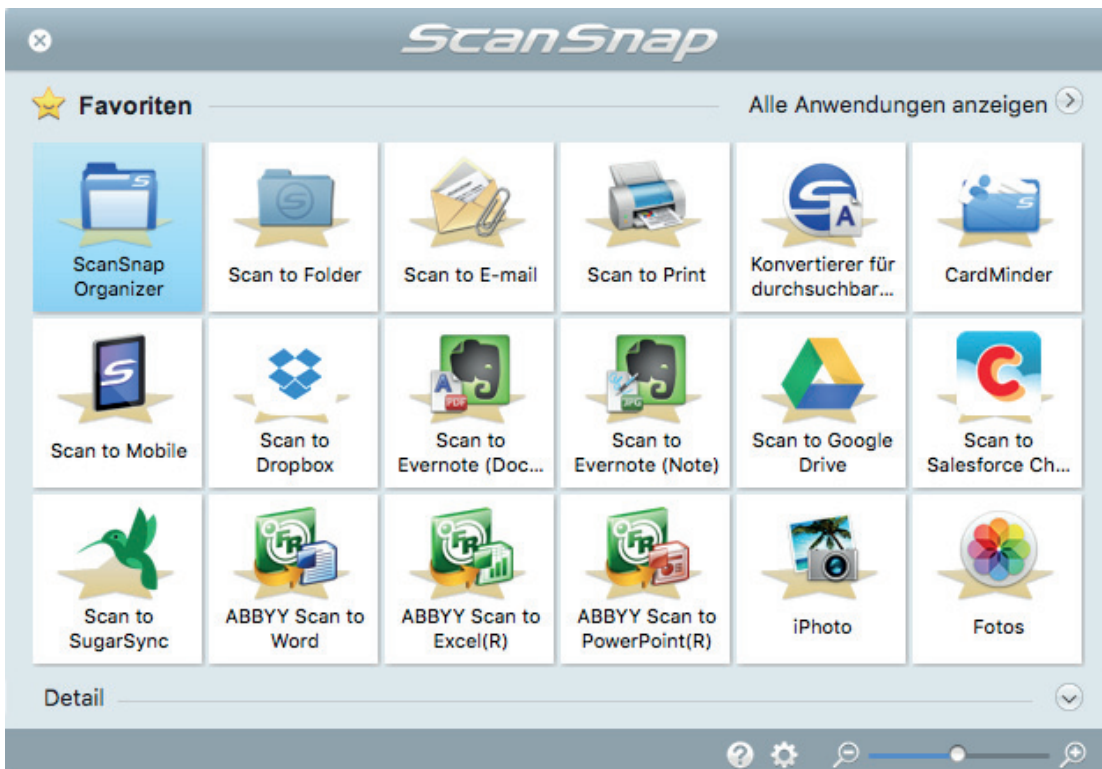 ScanSnap
Favoriten
Alle Anwendungen anzeigen
ScanSnap
Organizer
Scan to Folder
Scan to E-mail
Scan to Print
Konvertierer für
durchsuchbar...
CardMinder
Scan to Mobile
Scan to
Dropbox
Scan to
Evernote (Doc...
Scan to
Evernote (Note)
Scan to Google
Drive
Scan to
Salesforce Ch...
Scan to
SugarSync
ABBYY Scan to
Word
ABBYY Scan to
Excel(R)
ABBYY Scan to
PowerPoint(R)
iPhoto
Fotos
Detail